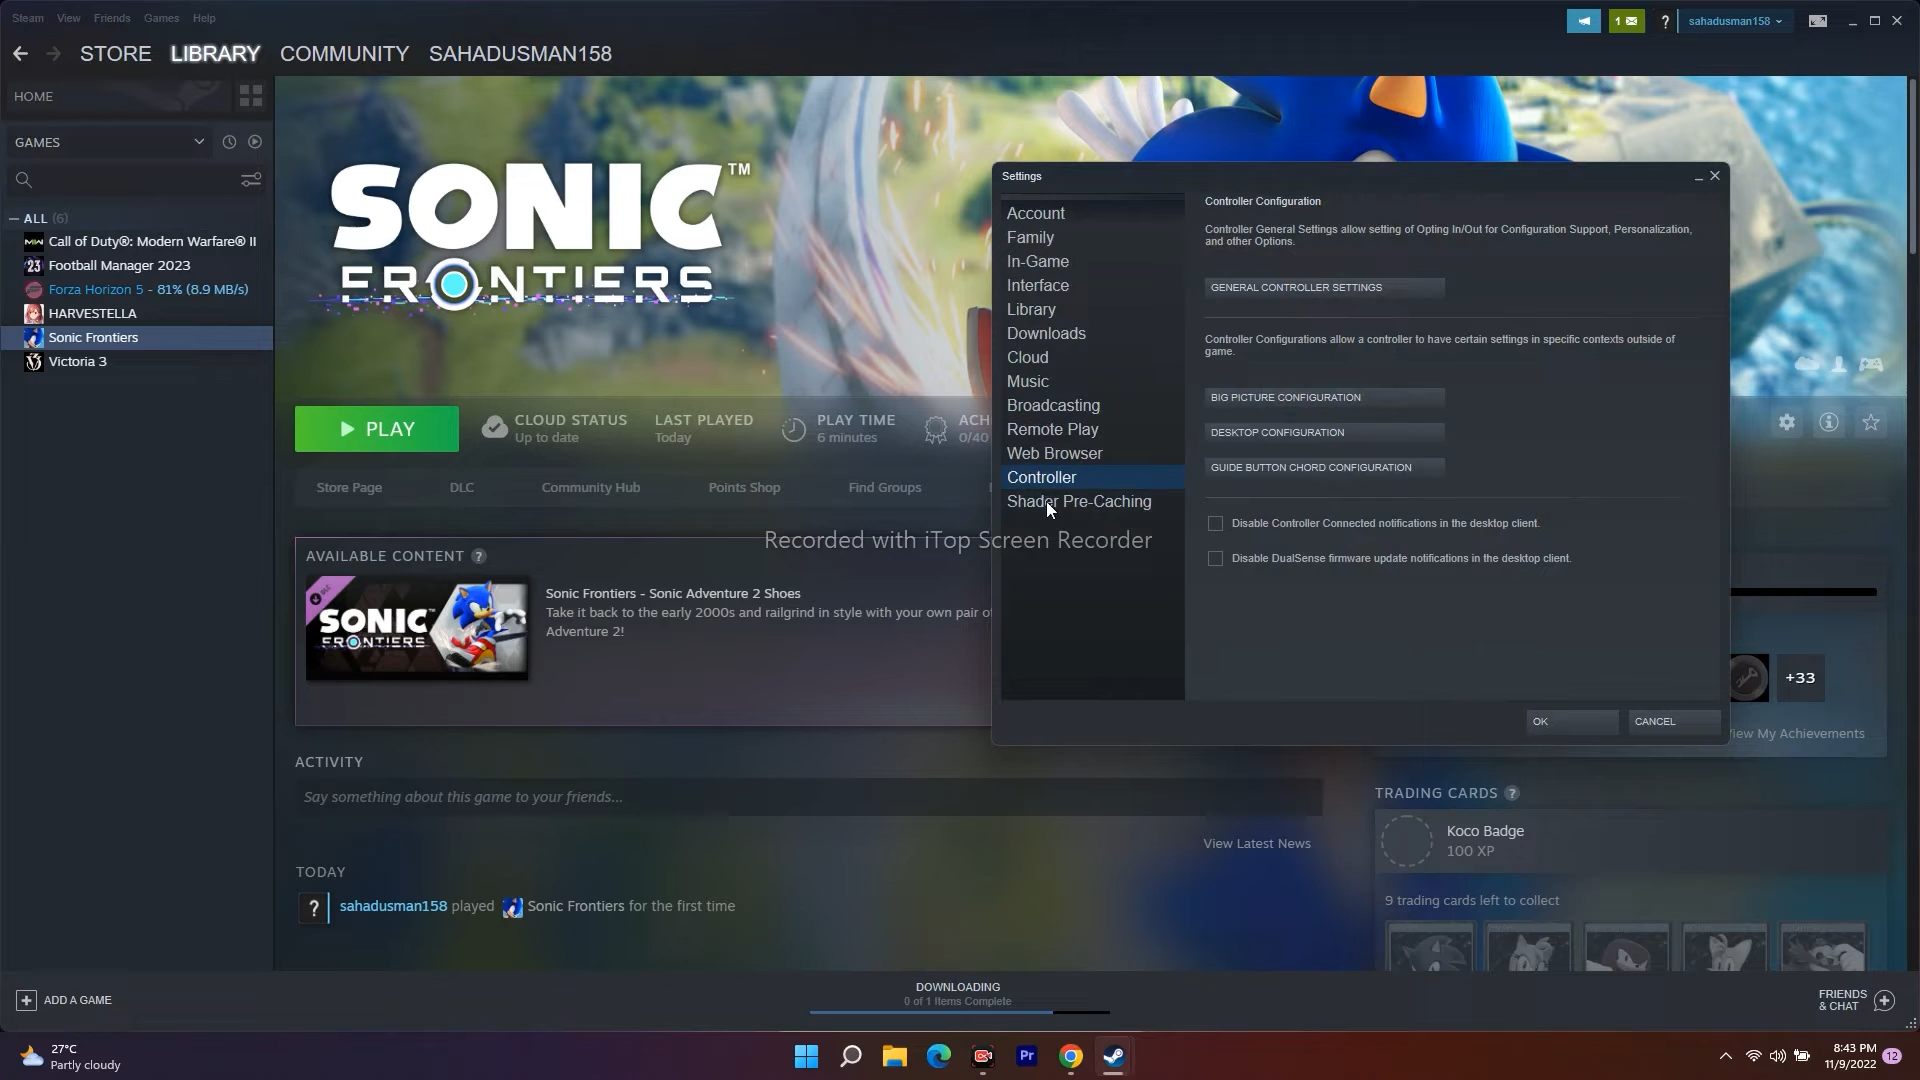 Steam View Friends Games Help
1
?
sahadusman158
STORE LIBRARY COMMUNITY SAHADUSMAN158
HOME
GAMES
ALL (6)
Call of Duty®: Modern Warfare® II
Football Manager 2023
Forza Horizon 5 - 81% (8.9 MB/s)
HARVESTELLA
Sonic Frontiers
Victoria 3
SONIC™
FRONTIERS
PLAY
CLOUD STATUS
Up to date
LAST PLAYED
Today
PLAY TIME
6 minutes
ACH
0/40
Store Page DLC Community Hub Points Shop Find Groups
AVAILABLE CONTENT ?
SONIC™
FRONTIERS
Sonic Frontiers - Sonic Adventure 2 Shoes
Take it back to the early 2000s and railgrind in style with your own pair of
Adventure 2!
Recorded with iTop Screen Recorder
Settings
Account
Family
In-Game
Interface
Library
Downloads
Cloud
Music
Broadcasting
Remote Play
Web Browser
Controller
Shader Pre-Caching
Controller Configuration
Controller General Settings allow setting of Opting In/Out for Configuration Support, Personalization,
and other Options.
GENERAL CONTROLLER SETTINGS
Controller Configurations allow a controller to have certain settings in specific contexts outside of
game.
BIG PICTURE CONFIGURATION
DESKTOP CONFIGURATION
GUIDE BUTTON CHORD CONFIGURATION
Disable Controller Connected notifications in the desktop client.
Disable DualSense firmware update notifications in the desktop client.
OK
CANCEL
+33
View My Achievements
ACTIVITY
Say something about this game to your friends...
View Latest News
TODAY
? sahadusman158 played Sonic Frontiers for the first time
TRADING CARDS ?
Koco Badge
100 XP
9 trading cards left to collect
ADD A GAME
DOWNLOADING
0 of 1 Items Complete
FRIENDS
& CHAT
27°C
Partly cloudy
Pr
8:43 PM
11/9/2022
12